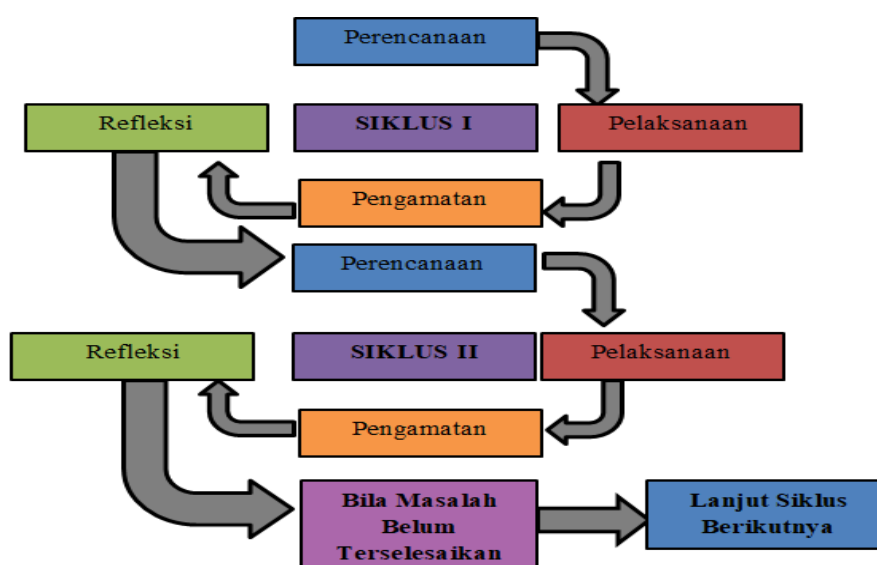 Perencanaan
Refleksi
SIKLUS I
Pelaksanaan
Pengamatan
Perencanaan
Refleksi
SIKLUS II
Pelaksanaan
Pengamatan
Bila Masalah
Belum
Terselesaikan
Lanjut Siklus
Berikutnya